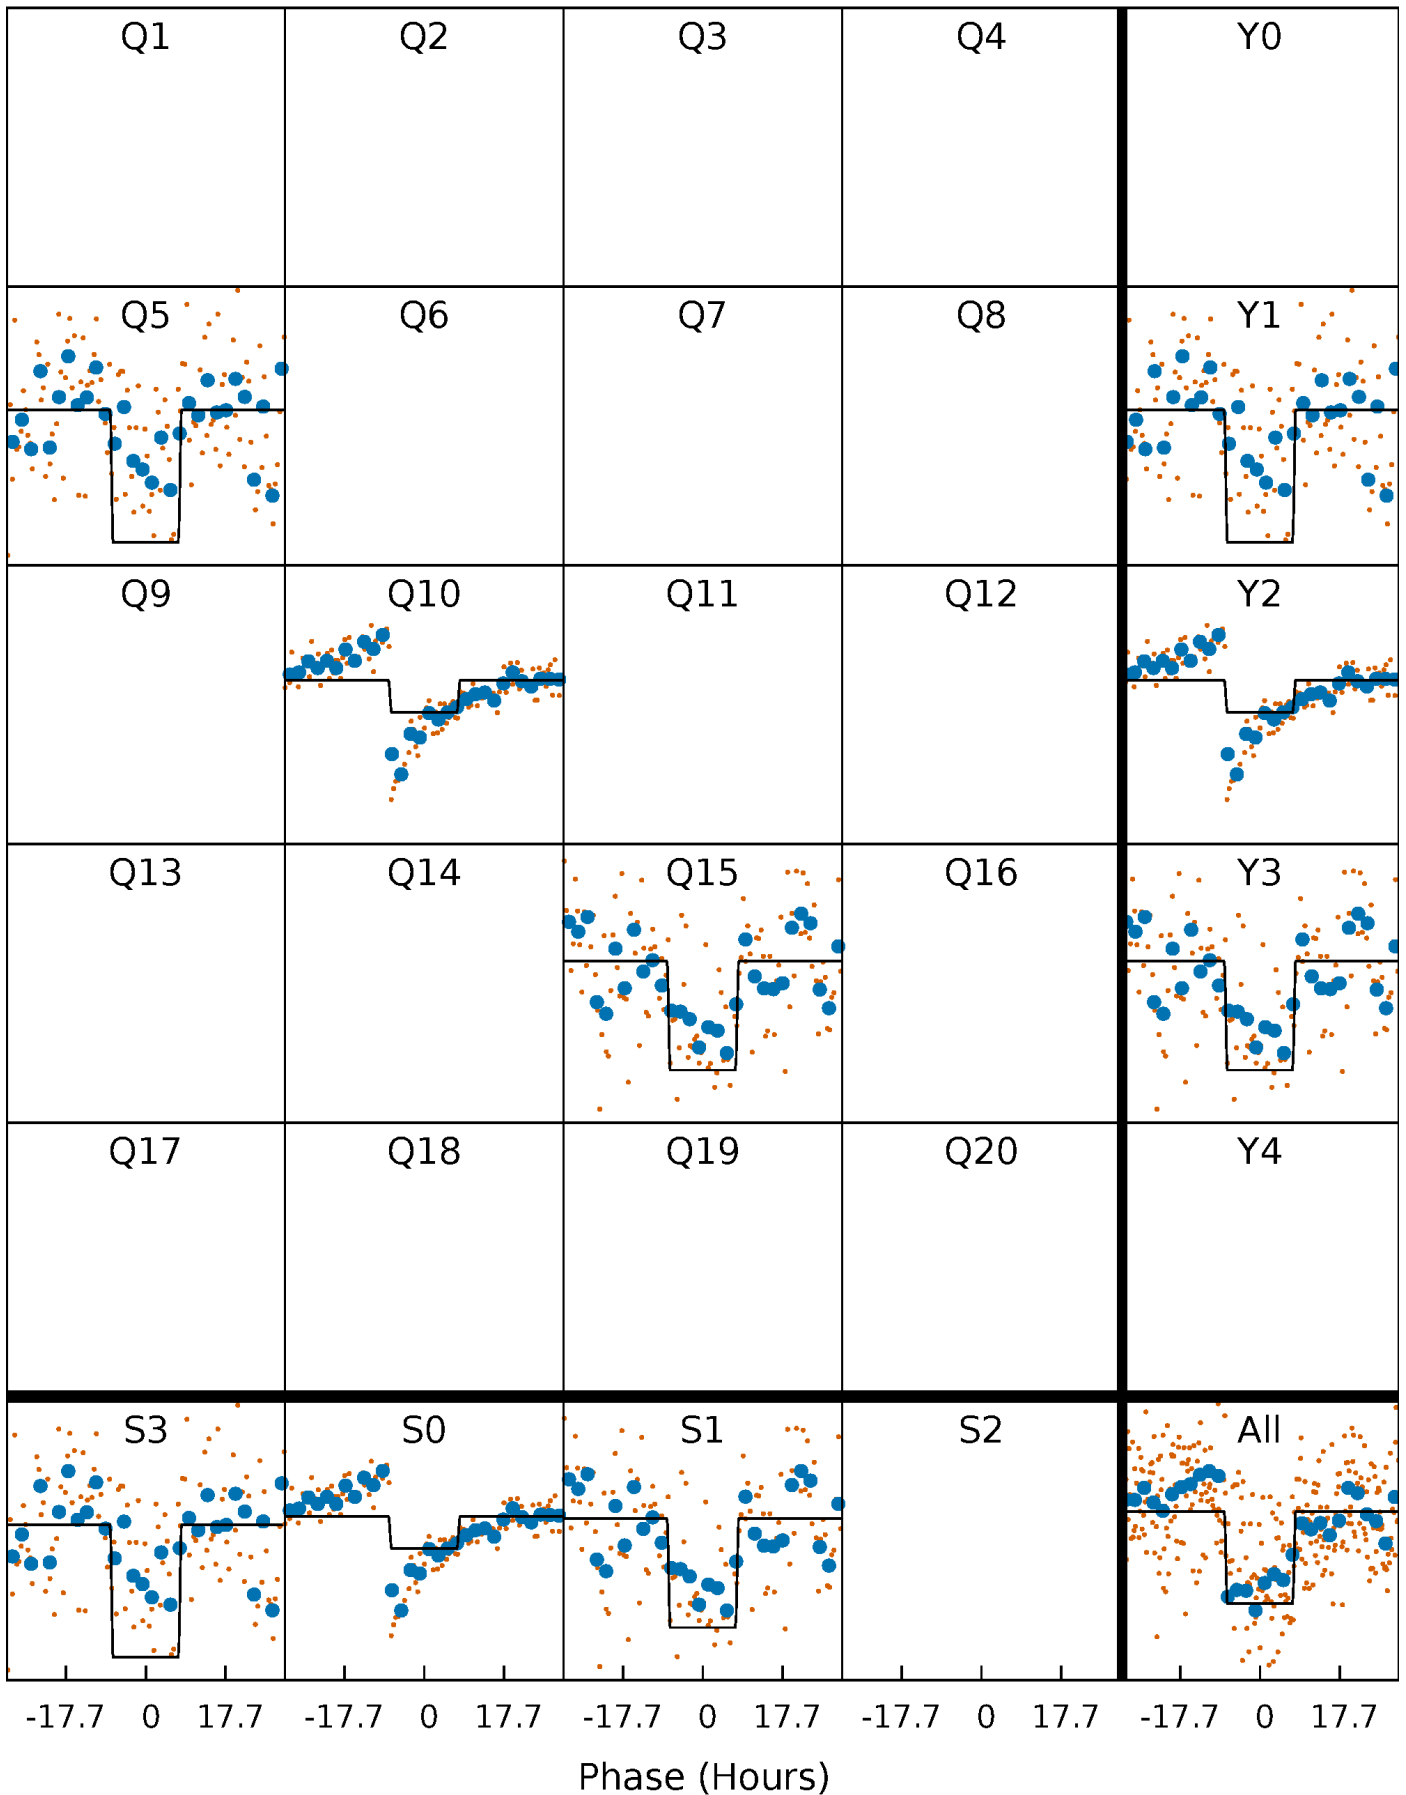 Q1 Q2 Q3 Q4 Y0
Q5 Q6 Q7 Q8 Y1
Q9 Q10 Q11 Q12 Y2
Q13 Q14 Q15 Q16 Y3
Q17 Q18 Q19 Q20 Y4
S3 S0 S1 S2 All
-17.7 0 17.7 -17.7 0 17.7 -17.7 0 17.7 -17.7 0 17.7 -17.7 0 17.7
Phase (Hours)